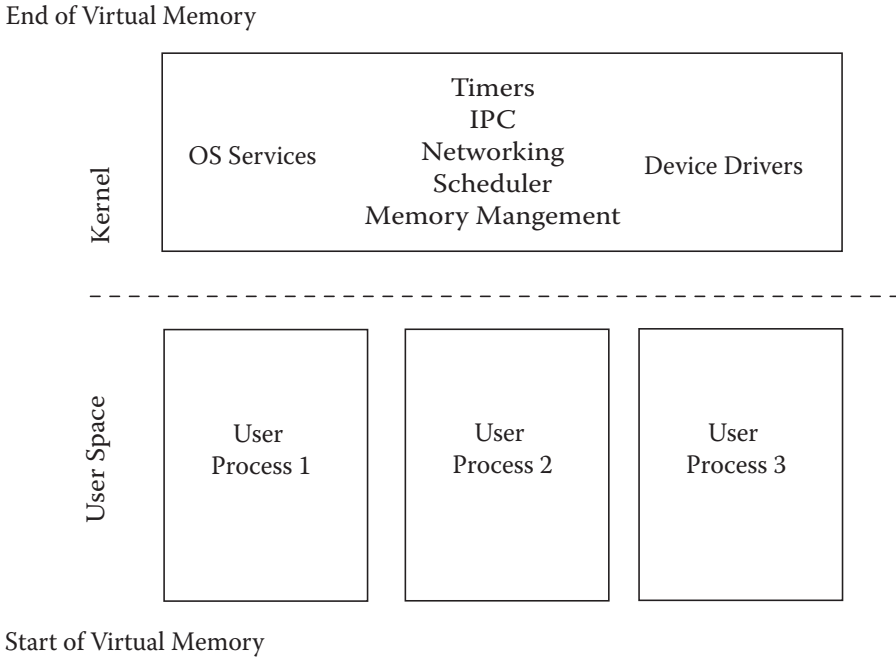 End of Virtual Memory
Kernel
OS Services
Timers
IPC
Networking
Scheduler
Memory Mangement
Device Drivers
User Space
User
Process 1
User
Process 2
User
Process 3
Start of Virtual Memory